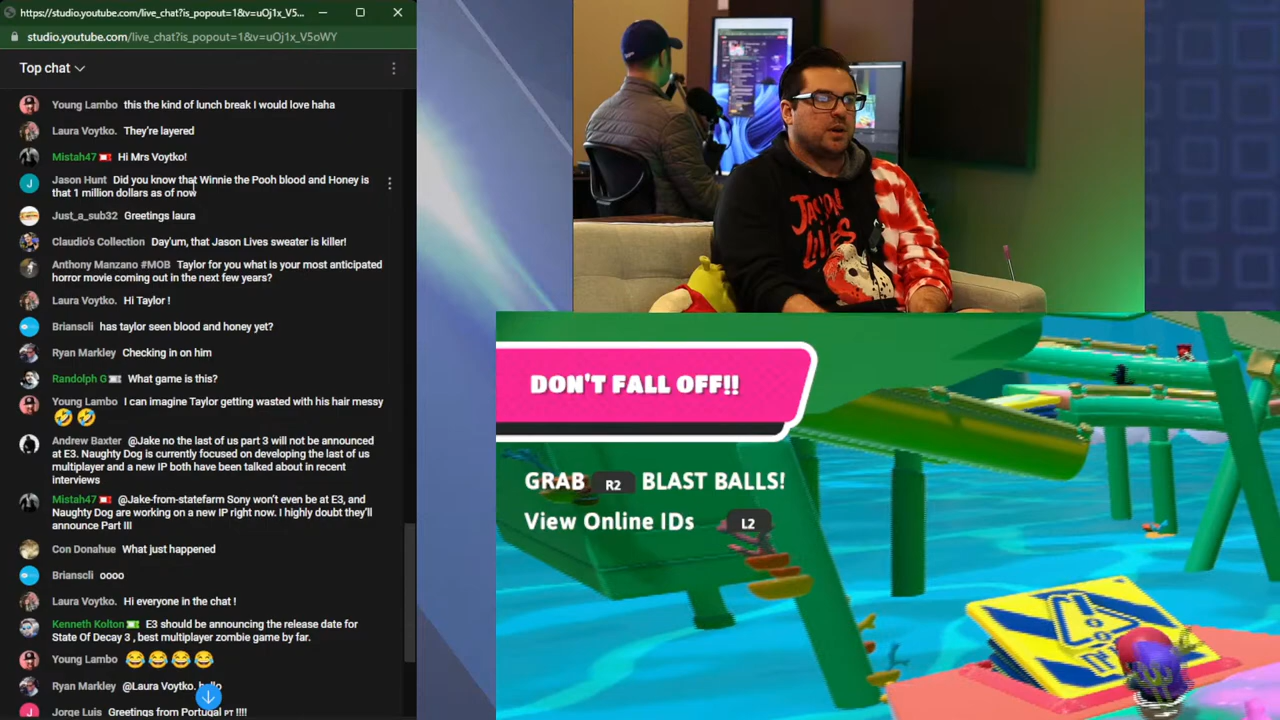 https://studio.youtube.com/live_chat?is_popout=1&v=uOj1x_V5...
studio.youtube.com/live_chat?is_popout=1&v=uOj1x_V5oWY
Top chat
Young Lambo this the kind of lunch break I would love haha
Laura Voytko. They're layered
Mistah47 Hi Mrs Voytko!
Jason Hunt Did you know that Winnie the Pooh blood and Honey is
that 1 million dollars as of now
Just_a_sub32 Greetings laura
Claudio's Collection Day'um, that Jason Lives sweater is killer!
Anthony Manzano #MOB Taylor for you what is your most anticipated
horror movie coming out in the next few years?
Laura Voytko. Hi Taylor !
Brianscli has taylor seen blood and honey yet?
Ryan Markley Checking in on him
Randolph G What game is this?
Young Lambo I can imagine Taylor getting wasted with his hair messy
🤣 🤣
Andrew Baxter @Jake no the last of us part 3 will not be announced
at E3. Naughty Dog is currently focused on developing the last of us
multiplayer and a new IP both have been talked about in recent
interviews
Mistah47 @Jake-from-statefarm Sony won't even be at E3, and
Naughty Dog are working on a new IP right now. I highly doubt they'll
announce Part III
Con Donahue What just happened
Brianscli oooo
Laura Voytko. Hi everyone in the chat !
Kenneth Kolton E3 should be announcing the release date for
State Of Decay 3 , best multiplayer zombie game by far.
Young Lambo 😂 😂 😂 😂
Ryan Markley @Laura Voytko. hello
Jorge Luis Greetings from Portugal PT !!!!
JASON
LIVES
DON'T FALL OFF!!
GRAB R2 BLAST BALLS!
View Online IDs L2